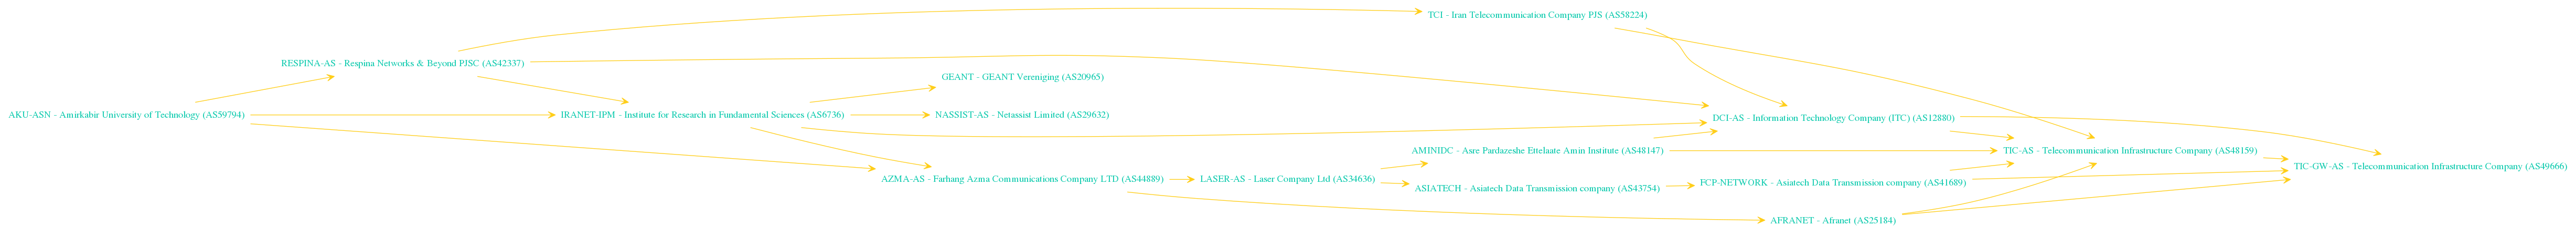 TCI - Iran Telecommunication Company PJS (AS58224)
RESPINA-AS - Respina Networks & Beyond PJSC (AS42337)
GEANT - GEANT Vereniging (AS20965)
AKU-ASN - Amirkabir University of Technology (AS59794)
IRANET-IPM - Institute for Research in Fundamental Sciences (AS6736)
NASSIST-AS - Netassist Limited (AS29632)
DCI-AS - Information Technology Company (ITC) (AS12880)
AMINIDC - Asre Pardazeshe Ettelaate Amin Institute (AS48147)
TIC-AS - Telecommunication Infrastructure Company (AS48159)
TIC-GW-AS - Telecommunication Infrastructure Company (AS49666)
AZMA-AS - Farhang Azma Communications Company LTD (AS44889)
LASER-AS - Laser Company Ltd (AS34636)
ASIATECH - Asiatech Data Transmission company (AS43754)
FCP-NETWORK - Asiatech Data Transmission company (AS41689)
AFRANET - Afranet (AS25184)